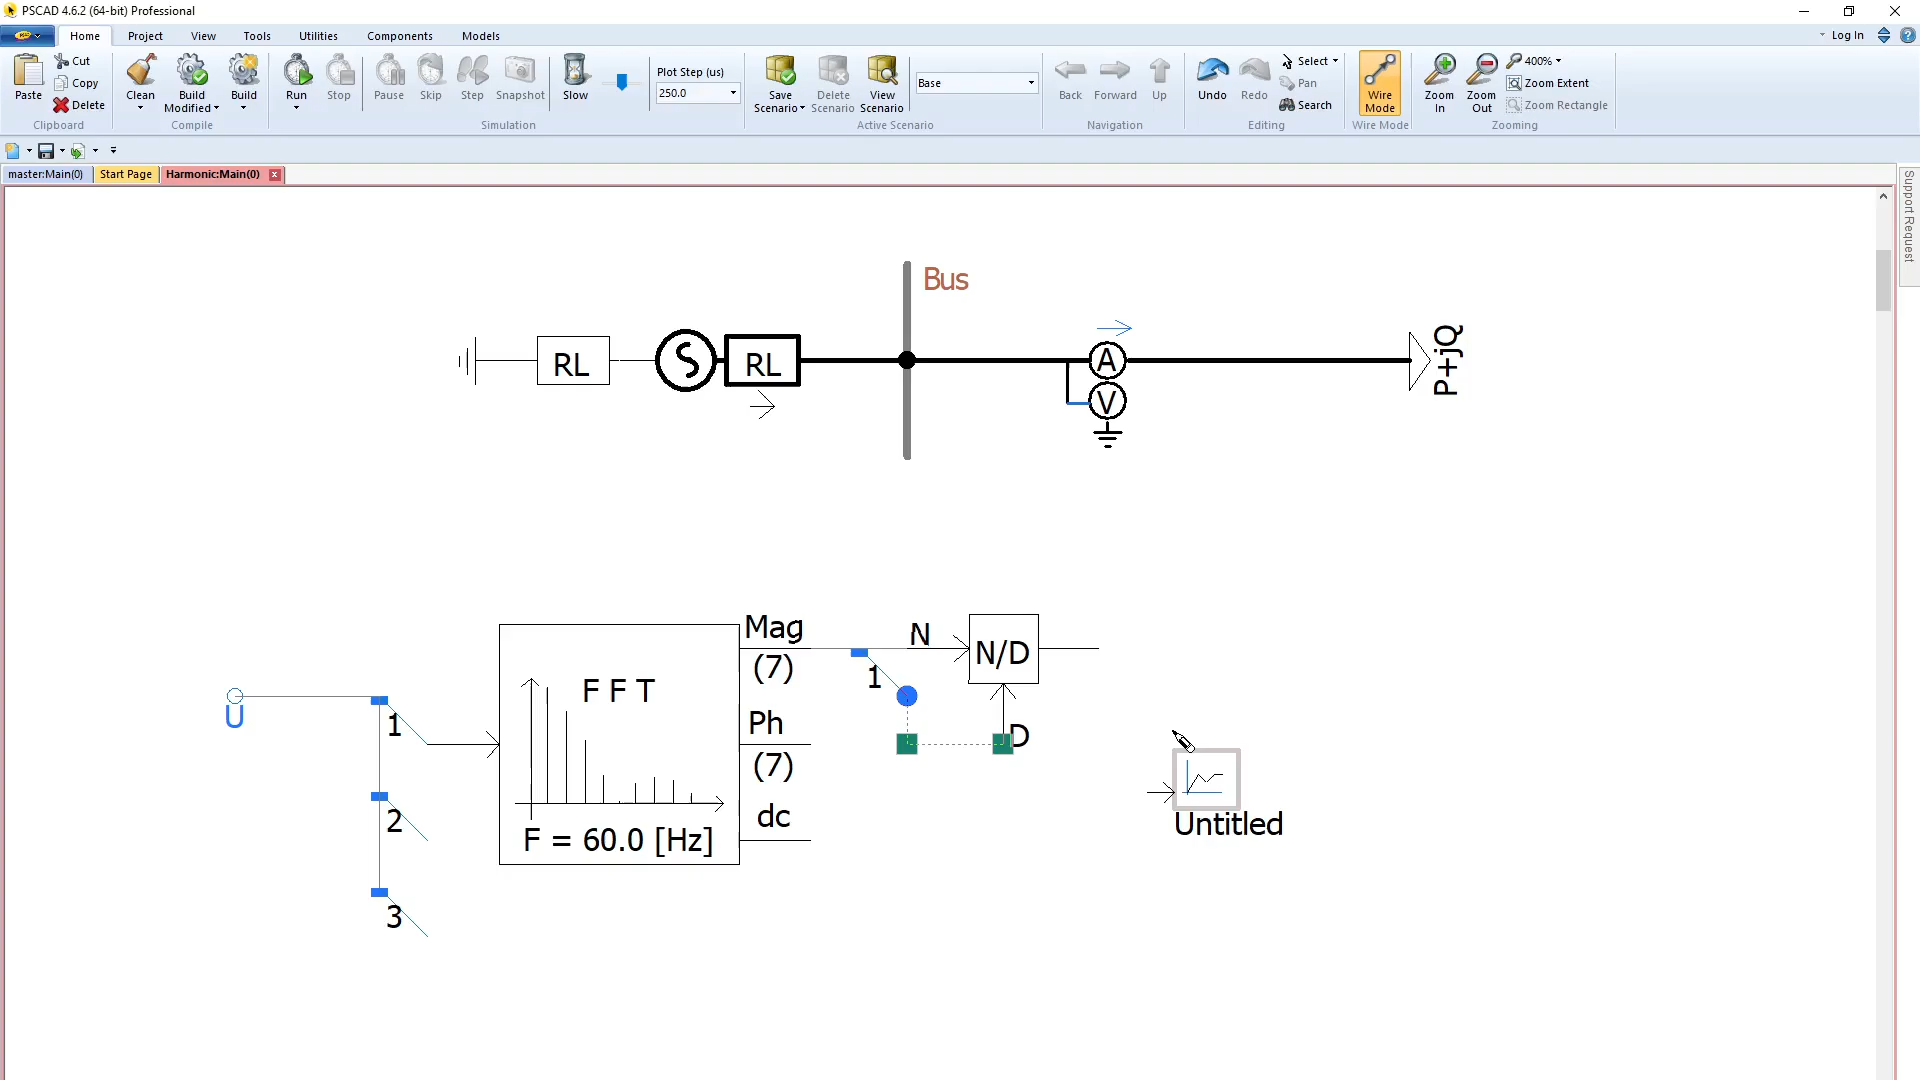 PSCAD 4.6.2 (64-bit) Professional
Home Project View Tools Utilities Components Models Log In
Paste Cut Copy Delete Clipboard
Clean Build Modified Build Compile
Run Stop Pause Skip Step Snapshot Slow Plot Step (us) 250.0 Simulation
Save Scenario Delete Scenario View Scenario Base Active Scenario
Back Forward Up Navigation
Undo Redo Select Pan Search Editing
Wire Mode Wire Mode
Zoom In Zoom Out 400% Zoom Extent Zoom Rectangle Zooming
master:Main(0) Start Page Harmonic:Main(0)
Support Request
Bus
RL S RL A P+jQ
V
Mag N
(7) N/D
1
F F T
U 1 Ph D
(7)
2 dc Untitled
F = 60.0 [Hz]
3